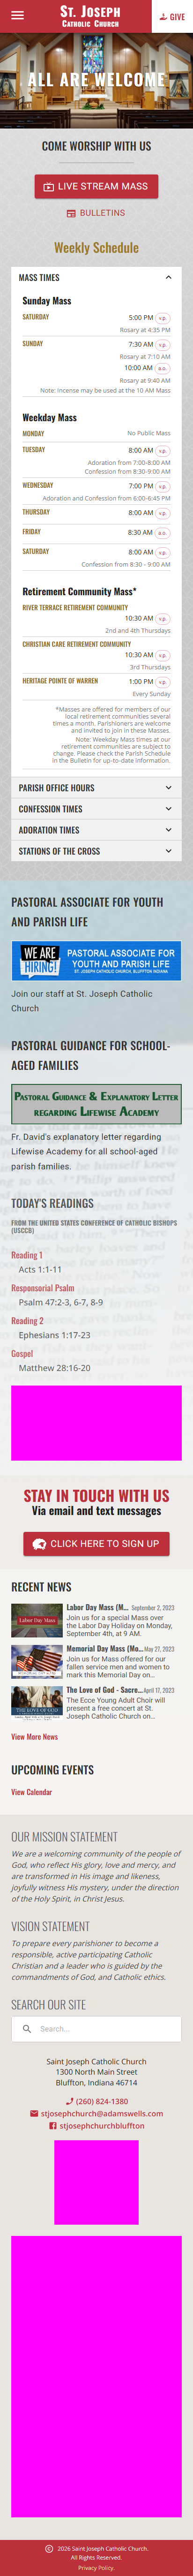 St. Joseph
Catholic Church
GIVE
ALL ARE WELCOME
COME WORSHIP WITH US
LIVE STREAM MASS
BULLETINS
Weekly Schedule
MASS TIMES
Sunday Mass
SATURDAY 5:00 PM s.p.
Rosary at 4:35 PM
SUNDAY 7:30 AM s.p.
Rosary at 7:10 AM
10:00 AM a.o.
Rosary at 9:40 AM
Note: Incense may be used at the 10 AM Mass
Weekday Mass
MONDAY No Public Mass
TUESDAY 8:00 AM s.p.
Adoration from 7:00-8:00 AM
Confession from 8:30-9:00 AM
WEDNESDAY 7:00 PM s.p.
Adoration and Confession from 6:00-6:45 PM
THURSDAY 8:00 AM s.p.
FRIDAY 8:30 AM a.o.
SATURDAY 8:00 AM s.p.
Confession from 8:30 - 9:00 AM
Retirement Community Mass*
RIVER TERRACE RETIREMENT COMMUNITY
10:30 AM s.p.
2nd and 4th Thursdays
CHRISTIAN CARE RETIREMENT COMMUNITY
10:30 AM s.p.
3rd Thursdays
HERITAGE POINTE OF WARREN 1:00 PM s.p.
Every Sunday
*Masses are offered for members of our
local retirement communities several
times a month. Parishioners are welcome
and invited to join in these Masses.
Note: Weekday Mass times at our
retirement communities are subject to
change. Please check the Parish Schedule
in the Bulletin for up-to-date information.
PARISH OFFICE HOURS
CONFESSION TIMES
ADORATION TIMES
STATIONS OF THE CROSS
PASTORAL ASSOCIATE FOR YOUTH
AND PARISH LIFE
WE ARE
HIRING!
PASTORAL ASSOCIATE FOR
YOUTH AND PARISH LIFE
ST. JOSEPH CATHOLIC CHURCH, BLUFFTON INDIANA
Join our staff at St. Joseph Catholic
Church
PASTORAL GUIDANCE FOR SCHOOL-
AGED FAMILIES
Pastoral Guidance & Explanatory Letter
regarding Lifewise Academy
Fr. David's explanatory letter regarding
Lifewise Academy for all school-aged
parish families.
TODAY'S READINGS
FROM THE UNITED STATES CONFERENCE OF CATHOLIC BISHOPS
(USCCB)
Reading 1
Acts 1:1-11
Responsorial Psalm
Psalm 47:2-3, 6-7, 8-9
Reading 2
Ephesians 1:17-23
Gospel
Matthew 28:16-20
STAY IN TOUCH WITH US
Via email and text messages
CLICK HERE TO SIGN UP
RECENT NEWS
Labor Day Mass
Labor Day Mass (M... September 2, 2023
Join us for a special Mass over
the Labor Day Holiday on Monday,
September 4th, at 9 AM.
Memorial Day Mass (Mo... May 27, 2023
Join us for Mass offered for our
fallen service men and women to
mark this Memorial Day on...
THE LOVE OF GOD
The Love of God - Sacre... April 17, 2023
The Ecce Young Adult Choir will
present a free concert at St.
Joseph Catholic Church on...
View More News
UPCOMING EVENTS
View Calendar
OUR MISSION STATEMENT
We are a welcoming community of the people of
God, who reflect His glory, love and mercy, and
are transformed in His image and likeness,
joyfully witness His mystery, under the direction
of the Holy Spirit, in Christ Jesus.
VISION STATEMENT
To prepare every parishioner to become a
responsible, active participating Catholic
Christian and a leader who is guided by the
commandments of God, and Catholic ethics.
SEARCH OUR SITE
Search...
Saint Joseph Catholic Church
1300 North Main Street
Bluffton, Indiana 46714
(260) 824-1380
stjosephchurch@adamswells.com
stjosephchurchbluffton
© 2026 Saint Joseph Catholic Church.
All Rights Reserved.
Privacy Policy.